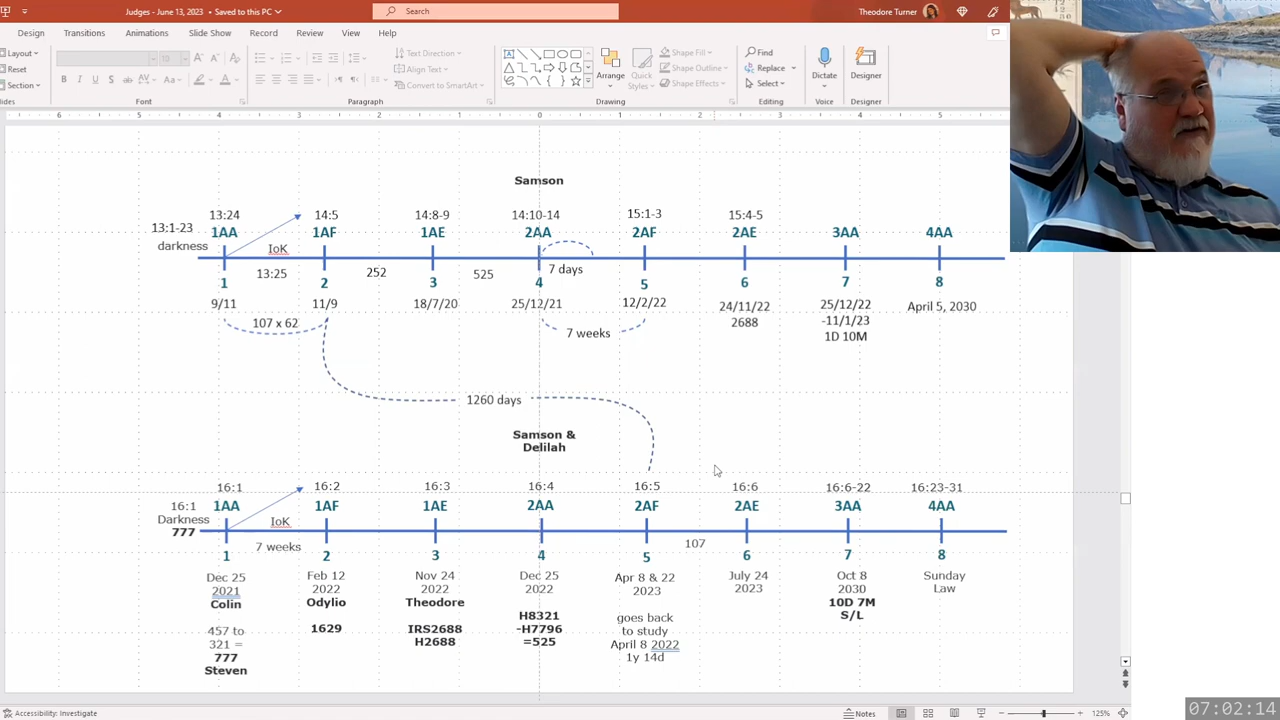 Judges - June 13, 2023 • Saved to this PC
Search
Theodore Turner
Design Transitions Animations Slide Show Record Review View Help
Layout
Reset
Section
Font
Paragraph
Text Direction
Align Text
Convert to SmartArt
Drawing
Arrange
Quick
Styles
Shape Fill
Shape Outline
Shape Effects
Editing
Find
Replace
Select
Dictate
Voice
Designer
Designer
6 5 4 3 2 1 0 1 2 3 4 5
Samson
13:1-23
darkness
13:24 14:5 14:8-9 14:10-14 15:1-3 15:4-5
1AA 1AF 1AE 2AA 2AF 2AE 3AA 4AA
IoK
13:25 252 525 7 days
1 2 3 4 5 6 7 8
9/11 11/9 18/7/20 25/12/21 12/2/22 24/11/22 25/12/22 April 5, 2030
2688 -11/1/23
1D 10M
107 x 62 7 weeks
1260 days
Samson &
Delilah
16:1 16:2 16:3 16:4 16:5 16:6 16:6-22 16:23-31
1AA 1AF 1AE 2AA 2AF 2AE 3AA 4AA
16:1
Darkness
777
IoK
7 weeks 107
1 2 3 4 5 6 7 8
Dec 25
2021
Colin
457 to
321 =
777
Steven
Feb 12
2022
Odylio
1629
Nov 24
2022
Theodore
IRS2688
H2688
Dec 25
2022
H8321
-H7796
=525
Apr 8 & 22
2023
goes back
to study
April 8 2022
1y 14d
July 24
2023
Oct 8
2030
10D 7M
S/L
Sunday
Law
Accessibility: Investigate
Notes
125%
07:02:14